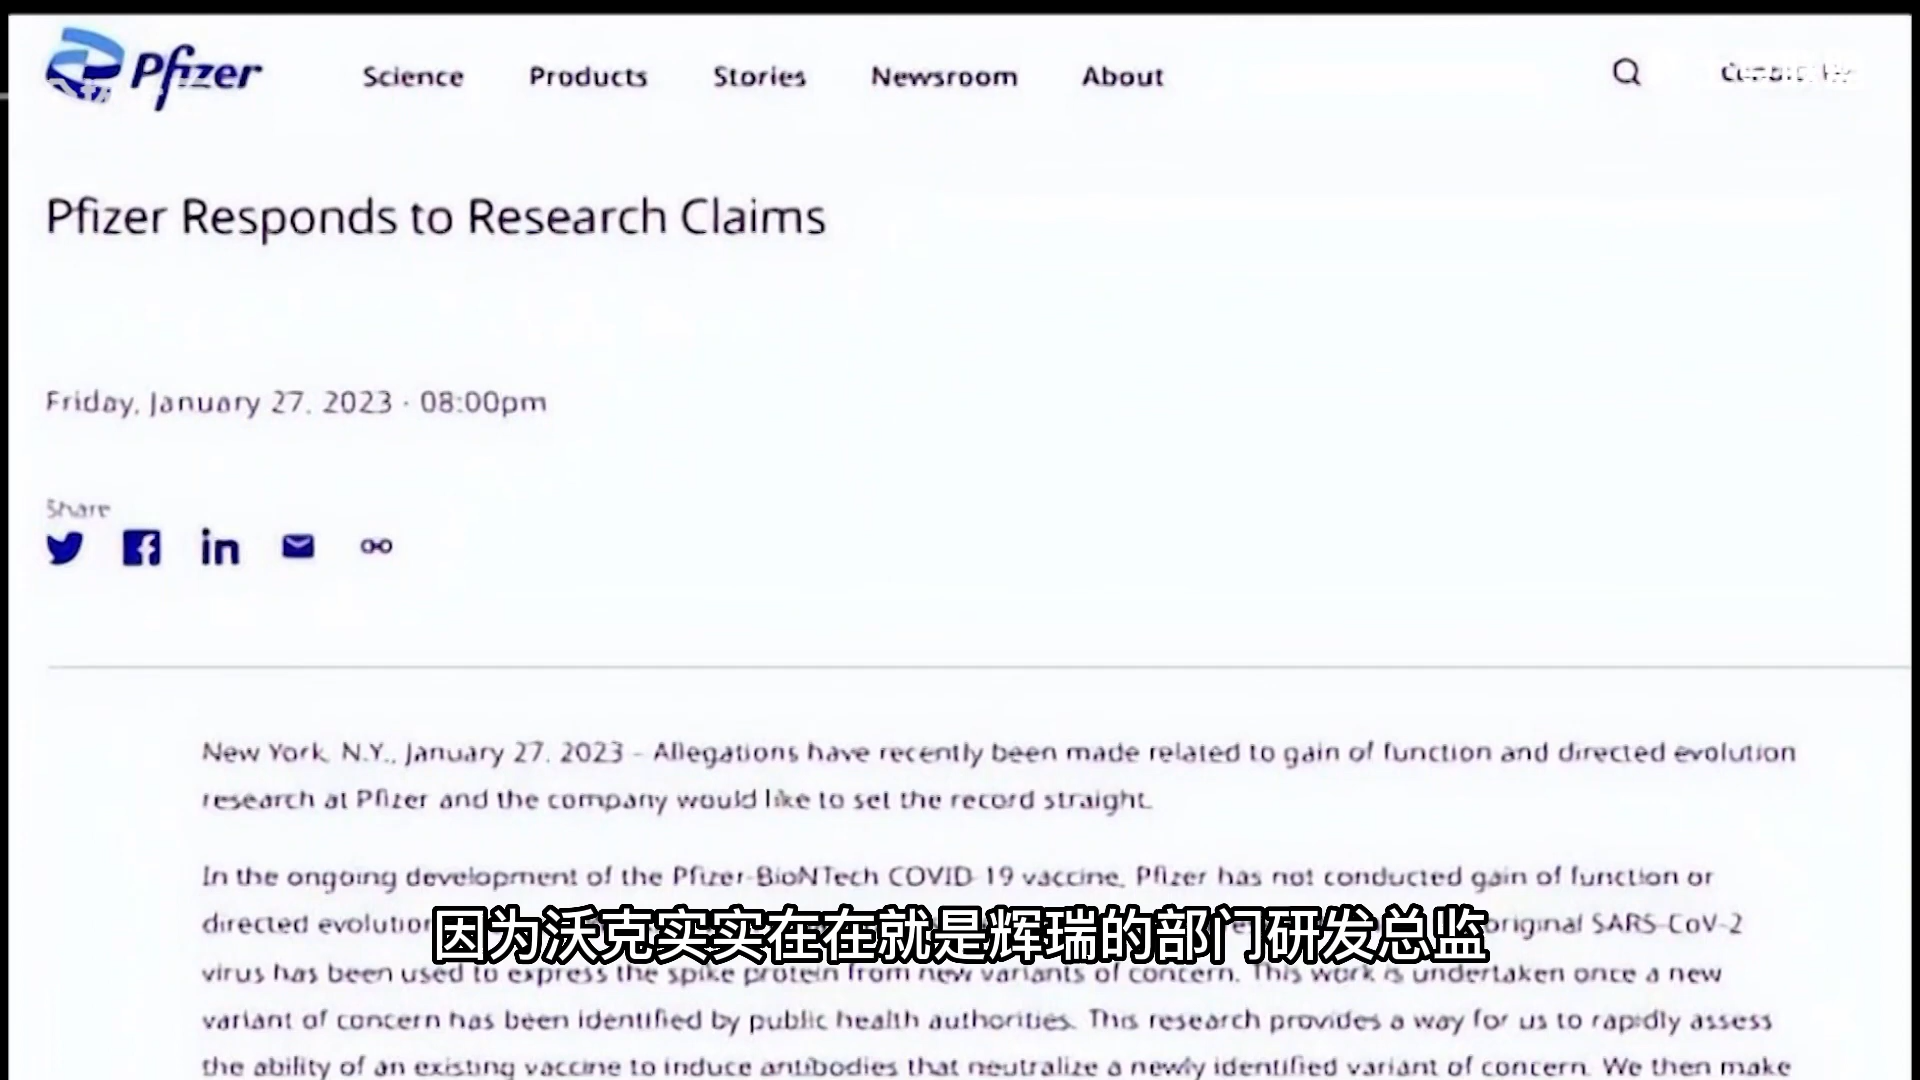 Pfizer
Science Products Stories Newsroom About
Pfizer Responds to Research Claims
Friday, January 27, 2023 · 08:00pm
Share
New York, N.Y., January 27, 2023 – Allegations have recently been made related to gain of function and directed evolution
research at Pfizer and the company would like to set the record straight.
In the ongoing development of the Pfizer-BioNTech COVID-19 vaccine, Pfizer has not conducted gain of function or
directed evolution original SARS-CoV-2
因为沃克实实在在就是辉瑞的部门研发总监
virus has been used to express the spike protein from new variants of concern. This work is undertaken once a new
variant of concern has been identified by public health authorities. This research provides a way for us to rapidly assess
the ability of an existing vaccine to induce antibodies that neutralize a newly identified variant of concern. We then make